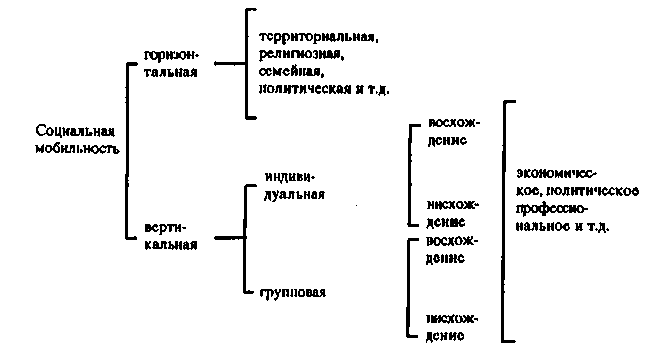 Социальная
мобильность
горизон-
тальная
территориальная,
религиозная,
семейная,
политическая и т.д.
верти-
кальная
индиви-
дуальная
групповая
восхож-
дение
нисхож-
дение
восхож-
дение
нисхож-
дение
экономичес-
кое, политическое
профессио-
нальное и т.д.